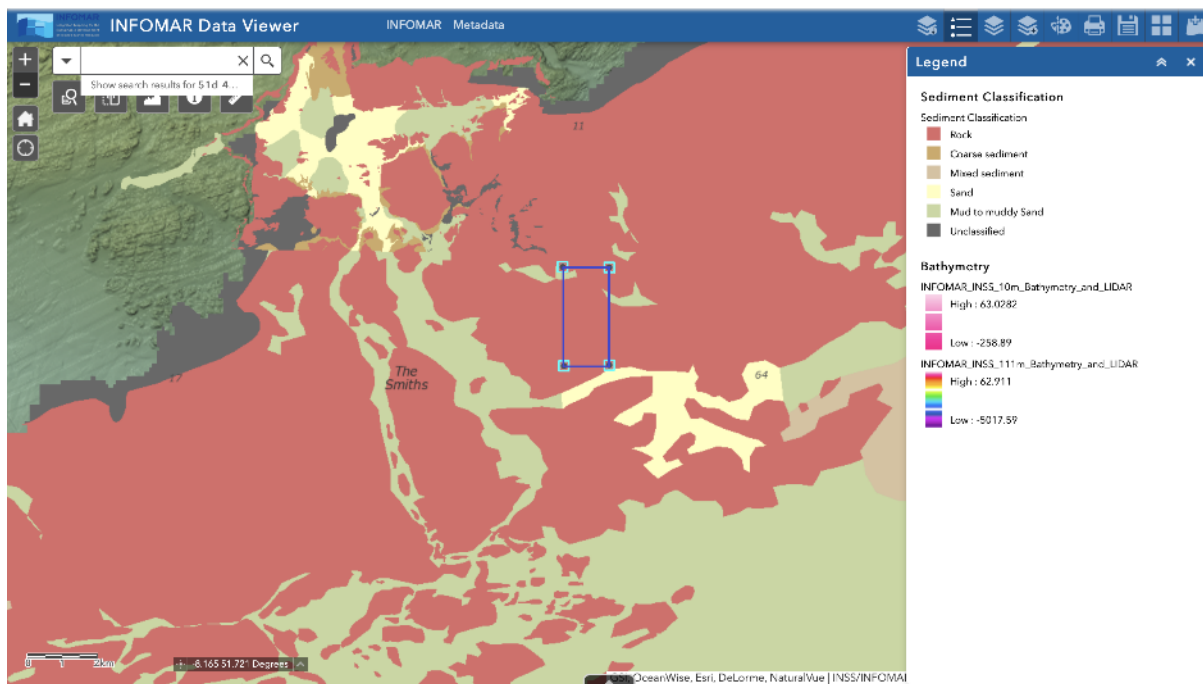 INFOMAR Data Viewer
INFOMAR Metadata
Show search results for 51d 4...
Legend
Sediment Classification
Sediment Classification
Rock
Coarse sediment
Mixed sediment
Sand
Mud to muddy Sand
Unclassified
Bathymetry
INFOMAR_INSS_10m_Bathymetry_and_LIDAR
High : 63.0282
Low : -258.89
INFOMAR_INSS_111m_Bathymetry_and_LIDAR
High : 62.911
Low : -5017.59
11
17
The
Smiths
64
0 1 2km
-8.165 51.721 Degrees
GSI, OceanWise, Esri, DeLorme, NaturalVue | INSS/INFOMAR